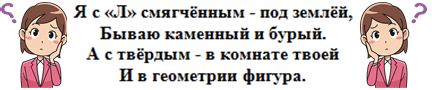 Я с «Л» смягчённым - под землёй,
Бываю каменный и бурый.
А с твёрдым - в комнате твоей
И в геометрии фигура.